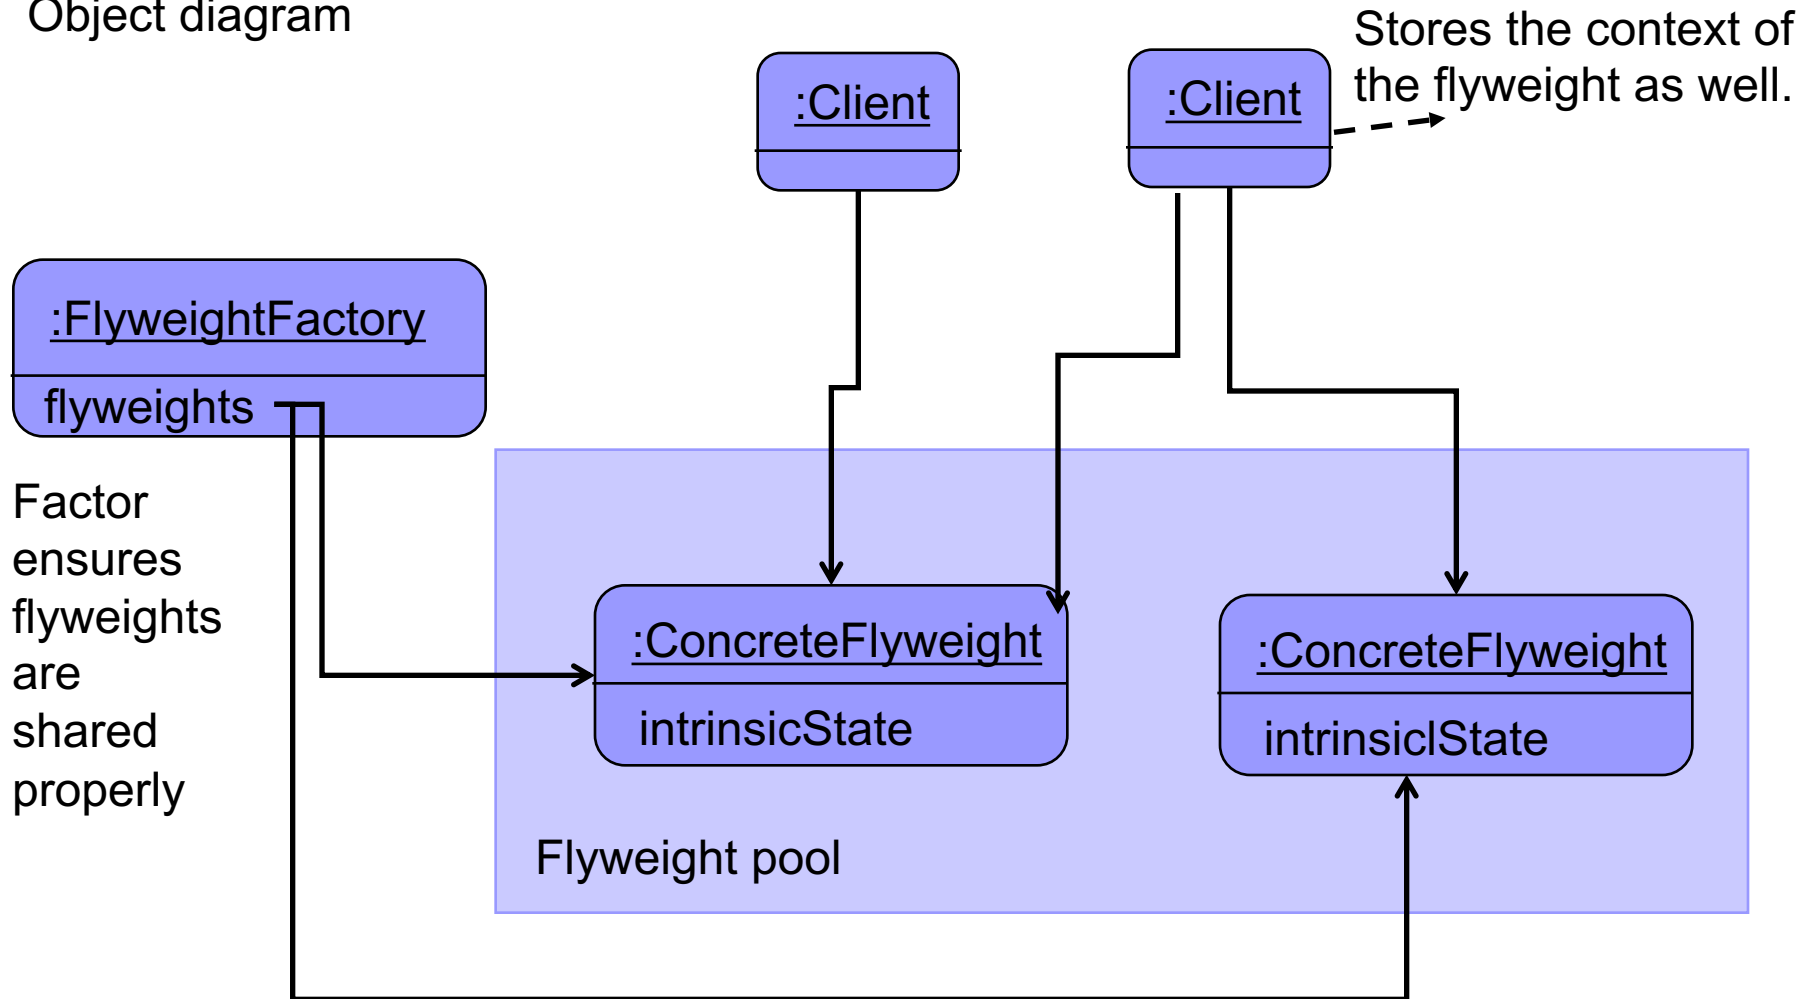 Object diagram
Stores the context of
the flyweight as well.
:Client
:Client
:FlyweightFactory
flyweights
Factor
ensures
flyweights
are
shared
properly
:ConcreteFlyweight
intrinsicState
:ConcreteFlyweight
intrinsiclState
Flyweight pool